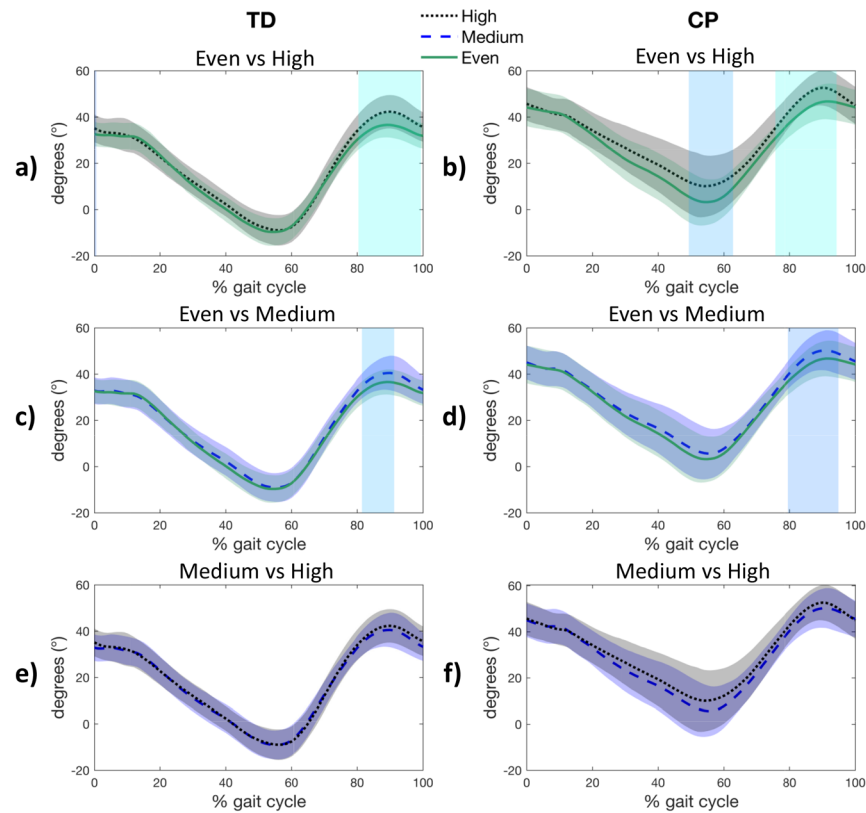 TD
High
Medium
Even
CP
Even vs High
Even vs High
a)
degrees (°)
60
40
20
0
-20
0 20 40 60 80 100
% gait cycle
b)
degrees (°)
60
40
20
0
-20
0 20 40 60 80 100
% gait cycle
Even vs Medium
Even vs Medium
c)
degrees (°)
60
40
20
0
-20
0 20 40 60 80 100
% gait cycle
d)
degrees (°)
60
40
20
0
-20
0 20 40 60 80 100
% gait cycle
Medium vs High
Medium vs High
e)
degrees (°)
60
40
20
0
-20
0 20 40 60 80 100
% gait cycle
f)
degrees (°)
60
40
20
0
-20
0 20 40 60 80 100
% gait cycle